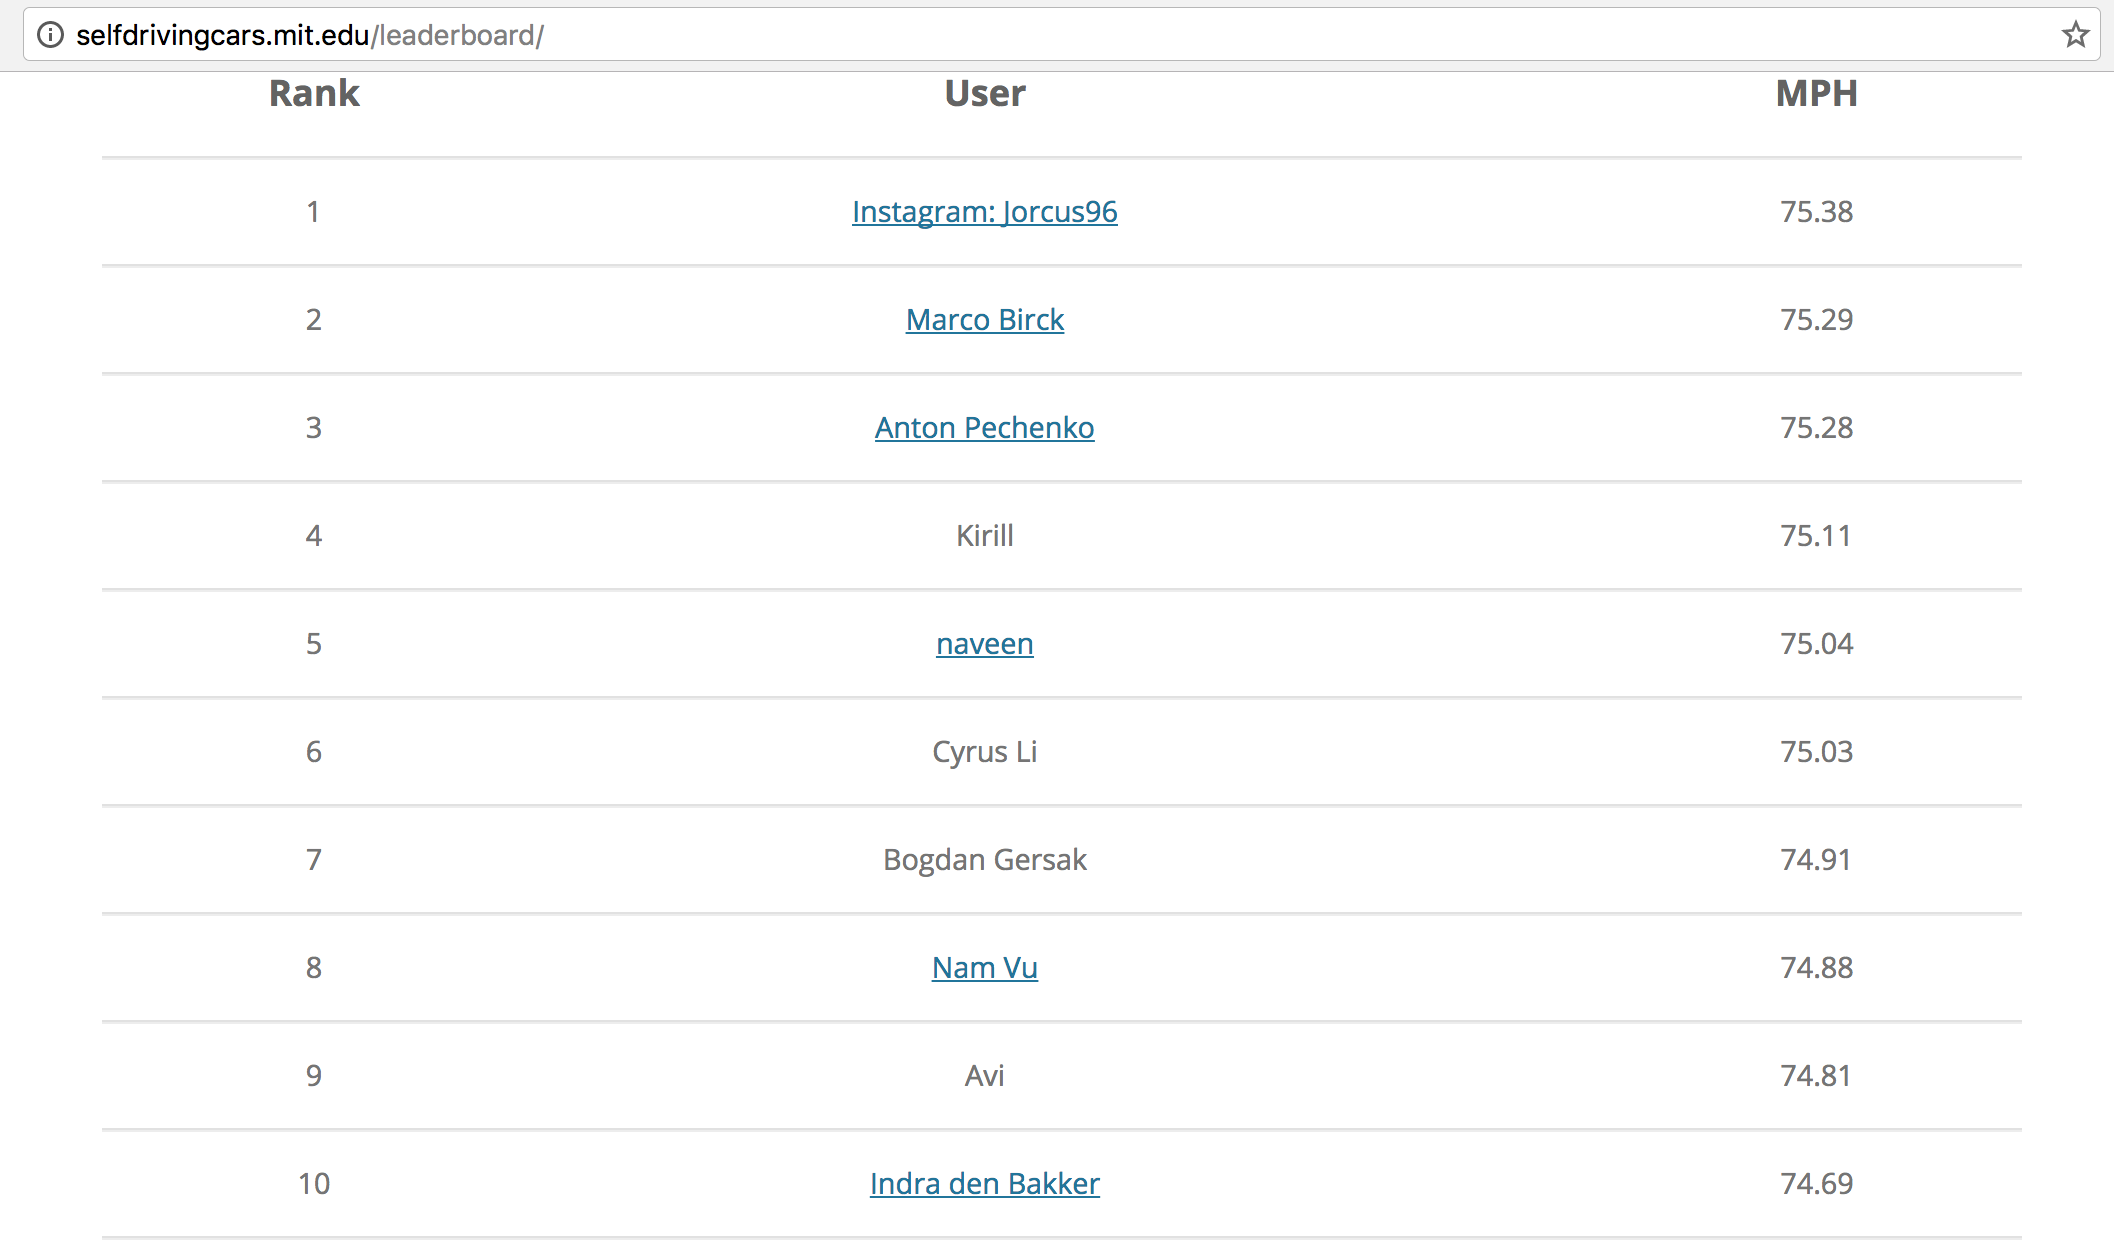 selfdrivingcars.mit.edu/leaderboard/
Rank User MPH
1 Instagram: Jorcus96 75.38
2 Marco Birck 75.29
3 Anton Pechenko 75.28
4 Kirill 75.11
5 naveen 75.04
6 Cyrus Li 75.03
7 Bogdan Gersak 74.91
8 Nam Vu 74.88
9 Avi 74.81
10 Indra den Bakker 74.69